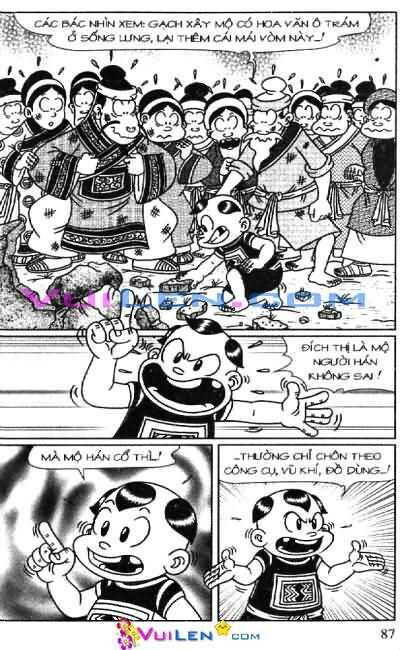 CÁC BÁC NHÌN XEM: GẠCH XÂY MỘ CÓ HOA VĂN Ô TRÁM
Ở SỐNG LƯNG, LẠI THÊM CÁI MÁI VÒM NÀY...!
VUILEN.COM
ĐÍCH THỊ LÀ MỘ
NGƯỜI HÁN
KHÔNG SAI!
MÀ MỘ HÁN CỔ THÌ...!
...THƯỜNG CHỈ CHÔN THEO
CÔNG CỤ, VŨ KHÍ, ĐỒ DÙNG...!
87
VUILEN.COM